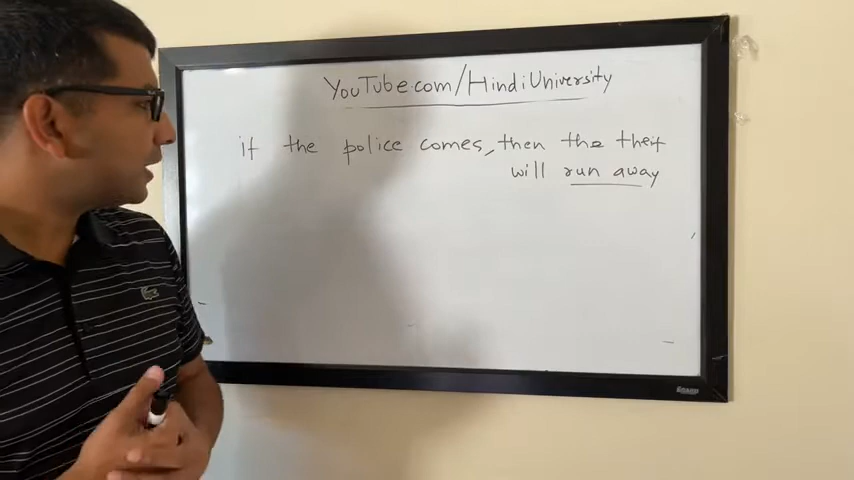 YouTube.com/HindiUniversity
if the police comes, then the theif
will run away